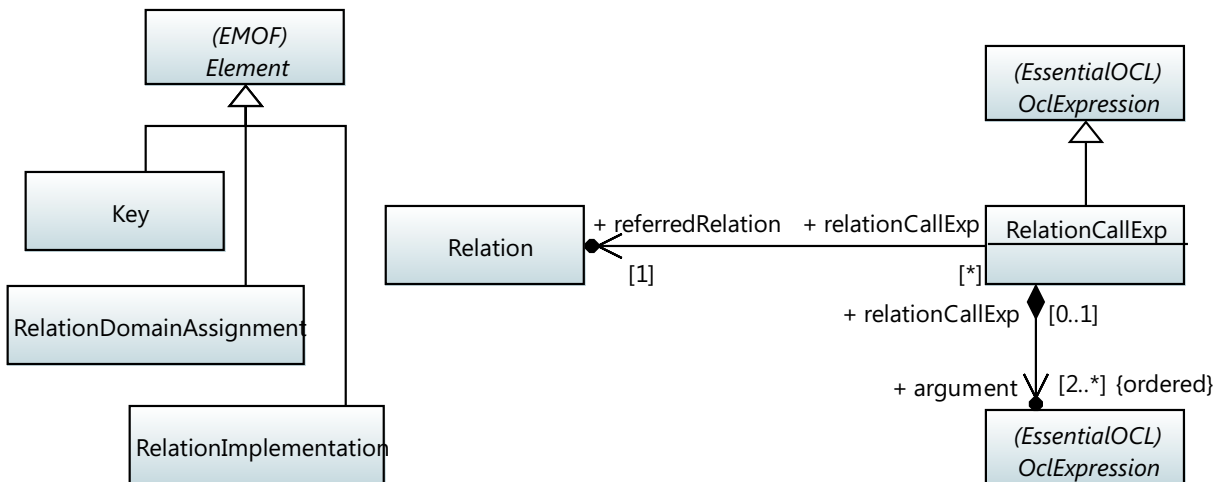 (EMOF)
Element
Key
RelationDomainAssignment
RelationImplementation
(EssentialOCL)
OclExpression
Relation
+ referredRelation
+ relationCallExp
RelationCallExp
[1]
[*]
+ relationCallExp
[0..1]
+ argument
[2..*] {ordered}
(EssentialOCL)
OclExpression